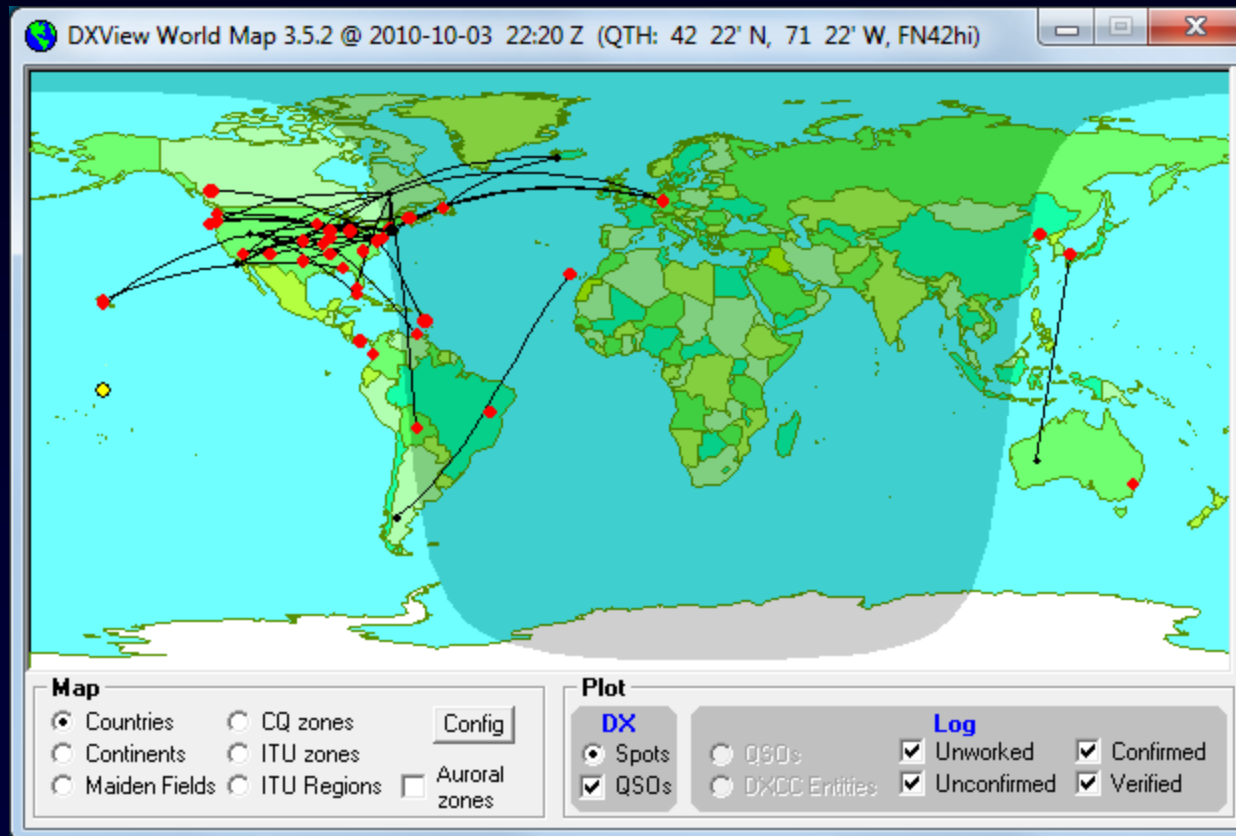 DXView World Map 3.5.2 @ 2010-10-03 22:20 Z (QTH: 42 22' N, 71 22' W, FN42hi)
Map
Countries
CQ zones
Config
Continents
ITU zones
Maiden Fields
ITU Regions
Auroral
zones
Plot
DX
Spots
QSOs
Log
QSOs
DXCC Entities
Unworked
Confirmed
Unconfirmed
Verified